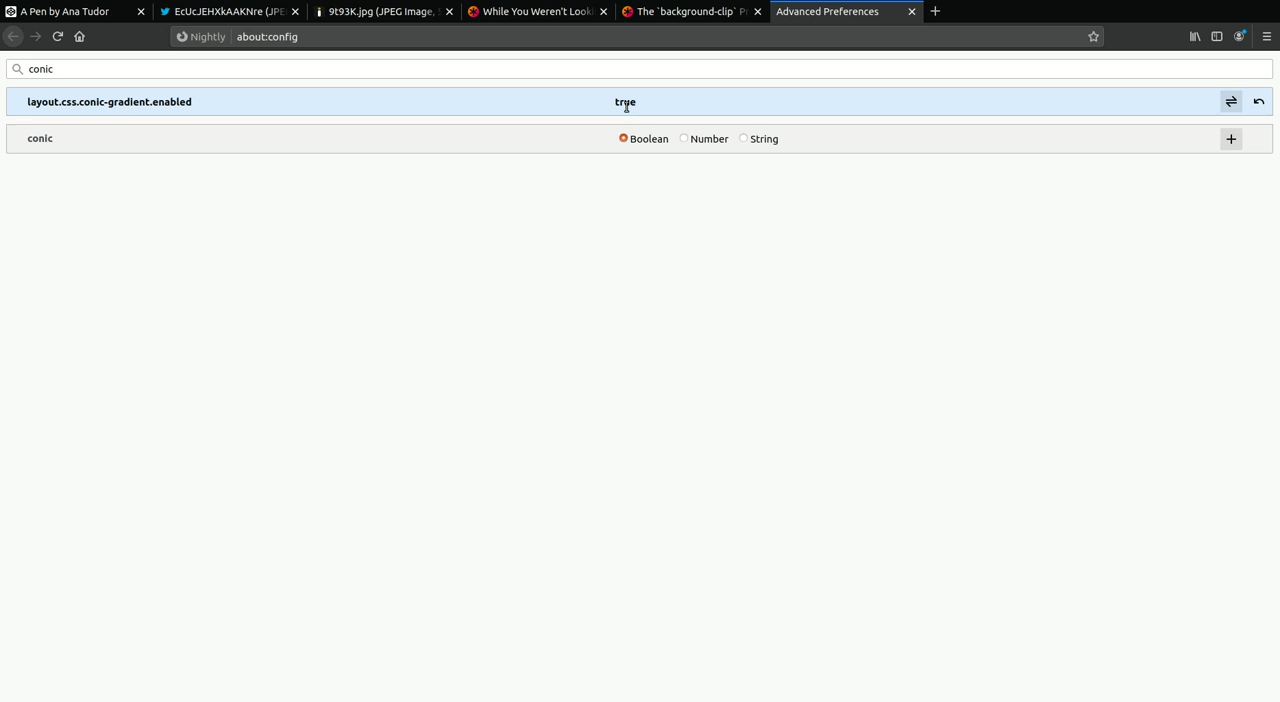 A Pen by Ana Tudor
EcUcJEHXkAAKNre (JPE
9t93K.jpg (JPEG Image,
While You Weren't Looki
The `background-clip` Pr
Advanced Preferences
Nightly
about:config
conic
layout.css.conic-gradient.enabled true
conic Boolean Number String